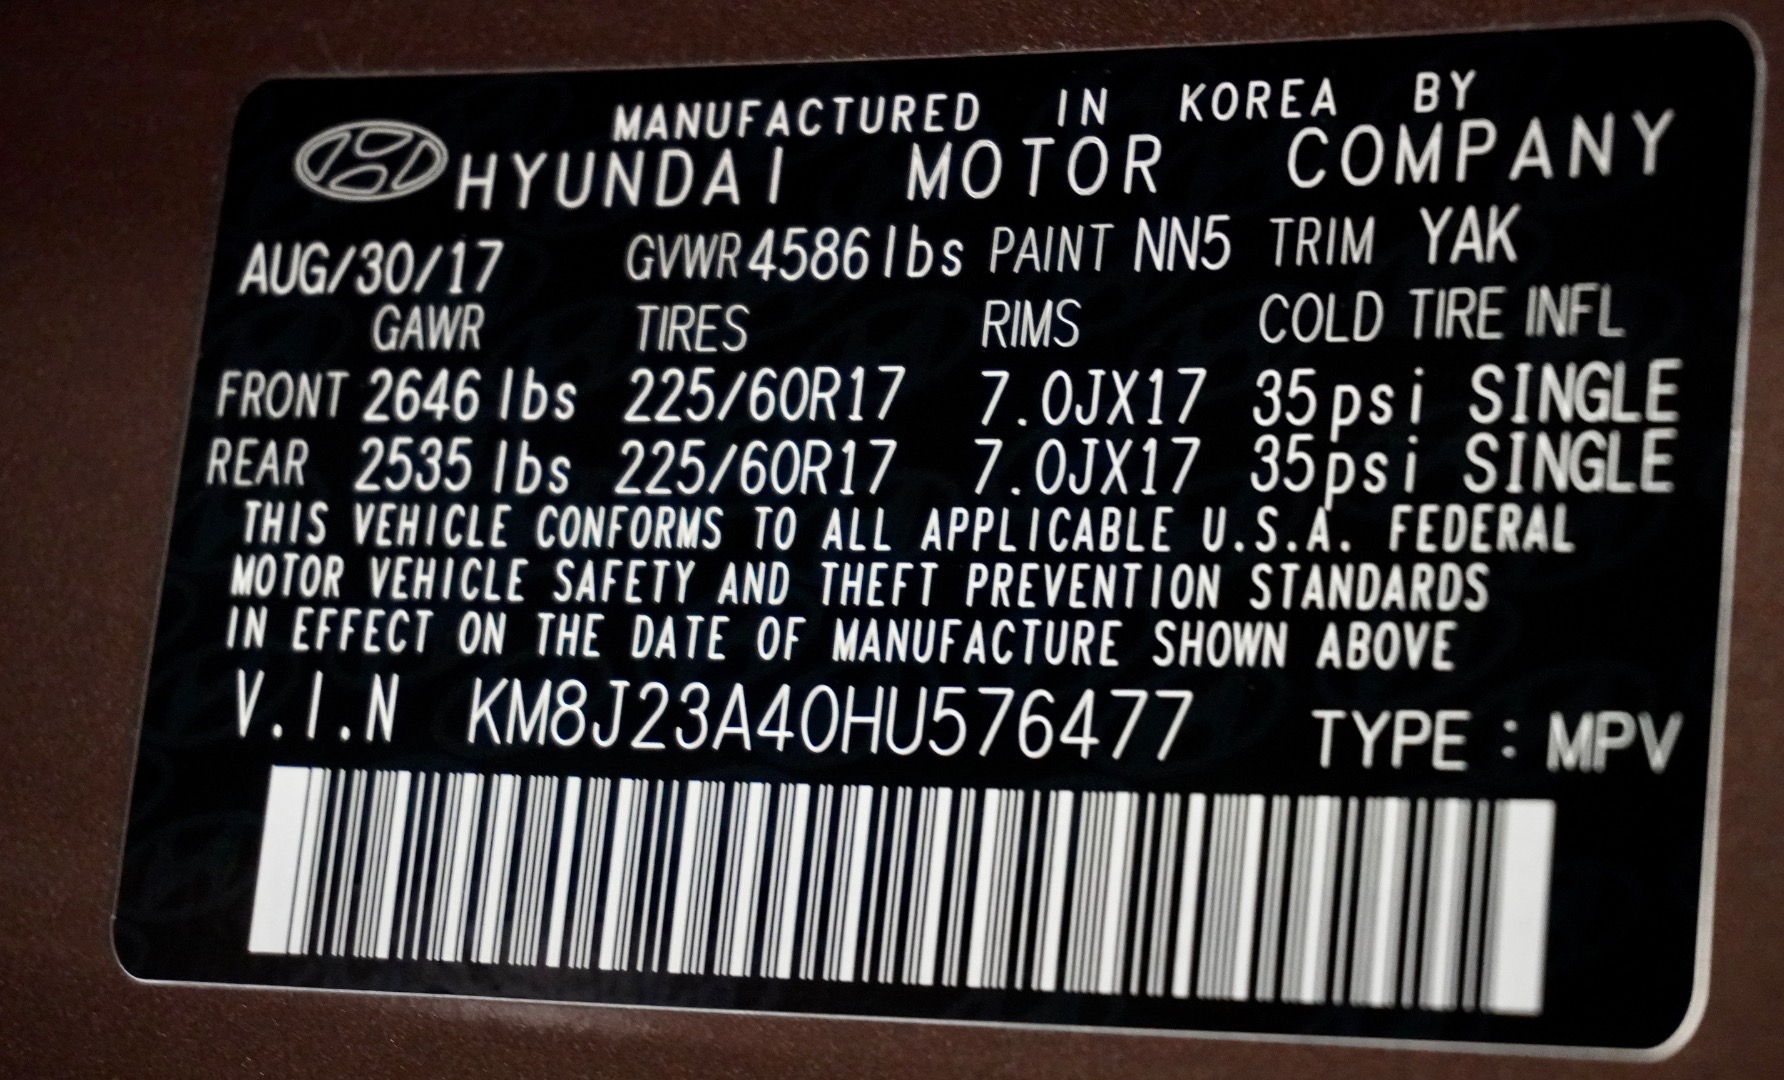 MANUFACTURED IN KOREA BY
HYUNDAI MOTOR COMPANY
AUG/30/17 GVWR 4586 lbs PAINT NN5 TRIM YAK
GAWR TIRES RIMS COLD TIRE INFL
FRONT 2646 lbs 225/60R17 7.0JX17 35psi SINGLE
REAR 2535 lbs 225/60R17 7.0JX17 35psi SINGLE
THIS VEHICLE CONFORMS TO ALL APPLICABLE U.S.A. FEDERAL
MOTOR VEHICLE SAFETY AND THEFT PREVENTION STANDARDS
IN EFFECT ON THE DATE OF MANUFACTURE SHOWN ABOVE
V.I.N KM8J23A40HU576477 TYPE : MPV